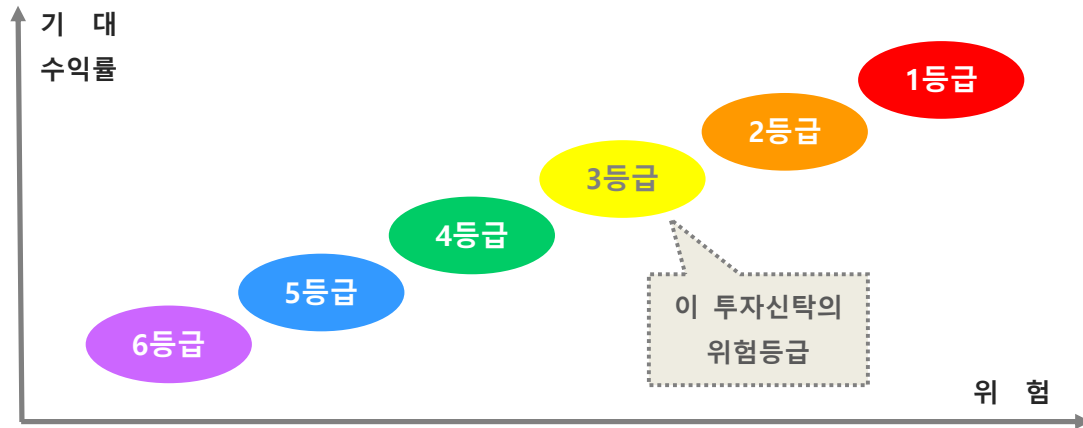 기 대
수익률
1등급
2등급
3등급
4등급
5등급
6등급
이 투자신탁의
위험등급
위 험